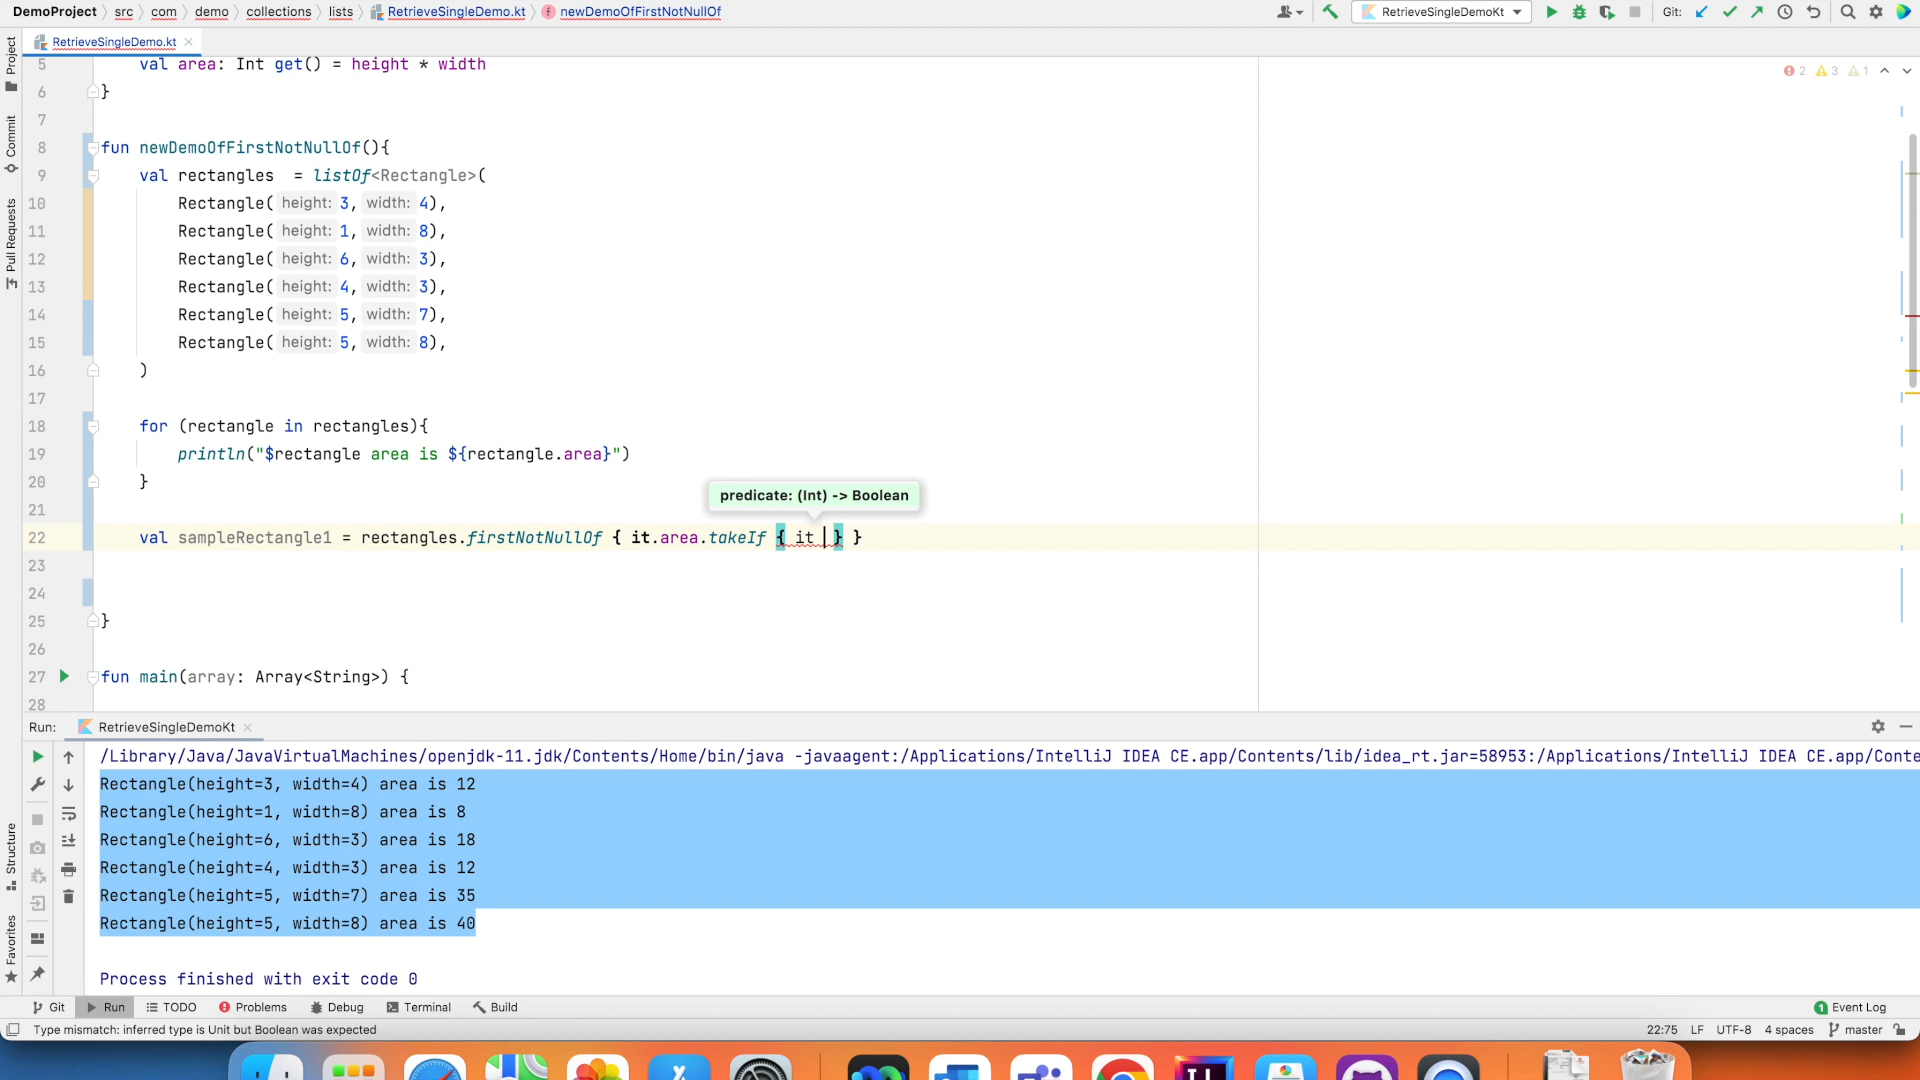 DemoProject src com demo collections lists RetrieveSingleDemo.kt newDemoOfFirstNotNullOf RetrieveSingleDemoKt Git:
RetrieveSingleDemo.kt
2 3 1
5 val area: Int get() = height * width
6 }
7
8 fun newDemoOfFirstNotNullOf(){
9 val rectangles  = listOf<Rectangle>(
10 Rectangle( height: 3, width: 4),
11 Rectangle( height: 1, width: 8),
12 Rectangle( height: 6, width: 3),
13 Rectangle( height: 4, width: 3),
14 Rectangle( height: 5, width: 7),
15 Rectangle( height: 5, width: 8),
16 )
17
18 for (rectangle in rectangles){
19 println("$rectangle area is ${rectangle.area}")
20 }
predicate: (Int) -> Boolean
21
22 val sampleRectangle1 = rectangles.firstNotNullOf { it.area.takeIf { it } }
23
24
25 }
26
27 fun main(array: Array<String>) {
28
Project
Commit
Pull Requests
Structure
Favorites
Run: RetrieveSingleDemoKt
/Library/Java/JavaVirtualMachines/openjdk-11.jdk/Contents/Home/bin/java -javaagent:/Applications/IntelliJ IDEA CE.app/Contents/lib/idea_rt.jar=58953:/Applications/IntelliJ IDEA CE.app/Conte
Rectangle(height=3, width=4) area is 12
Rectangle(height=1, width=8) area is 8
Rectangle(height=6, width=3) area is 18
Rectangle(height=4, width=3) area is 12
Rectangle(height=5, width=7) area is 35
Rectangle(height=5, width=8) area is 40
Process finished with exit code 0
Git Run TODO Problems Debug Terminal Build 1 Event Log
Type mismatch: inferred type is Unit but Boolean was expected 22:75 LF UTF-8 4 spaces master